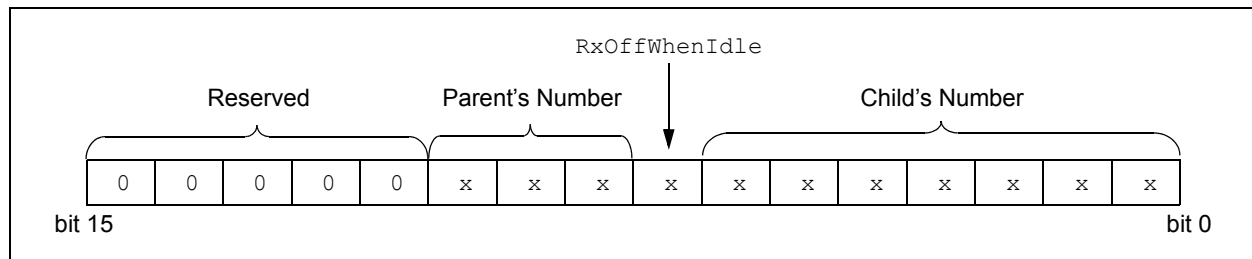 RxOffWhenIdle
Reserved Parent's Number Child's Number
0 0 0 0 0 x x x x x x x x x x x
bit 15 bit 0